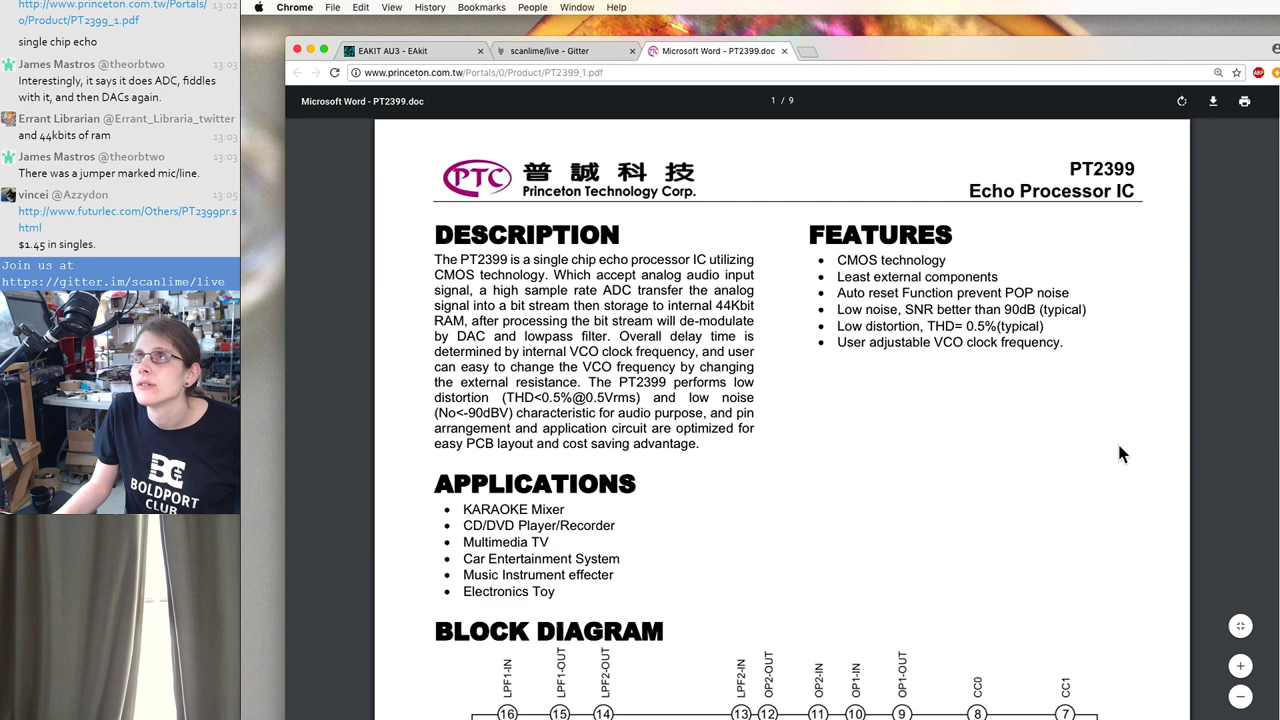 http://www.princeton.com.tw/Portals/
0/Product/PT2399_1.pdf
13:02
single chip echo
James Mastros @theorbtwo 13:03
Interestingly, it says it does ADC, fiddles
with it, and then DACs again.
Errant Librarian @Errant_Libraria_twitter
and 44kbits of ram 13:03
James Mastros @theorbtwo 13:03
There was a jumper marked mic/line.
vincei @Azzydon 13:05
http://www.futurlec.com/Others/PT2399pr.s
html
$1.45 in singles.
Join us at
https://gitter.im/scanlime/live
BOLDPORT
CLUB
Chrome File Edit View History Bookmarks People Window Help
EAKIT AU3 - EAkit
scanlime/live - Gitter
Microsoft Word - PT2399.doc
www.princeton.com.tw/Portals/0/Product/PT2399_1.pdf
ABP
Microsoft Word - PT2399.doc
1 / 9
PTC
普誠科技
Princeton Technology Corp.
PT2399
Echo Processor IC
DESCRIPTION
The PT2399 is a single chip echo processor IC utilizing
CMOS technology. Which accept analog audio input
signal, a high sample rate ADC transfer the analog
signal into a bit stream then storage to internal 44Kbit
RAM, after processing the bit stream will de-modulate
by DAC and lowpass filter. Overall delay time is
determined by internal VCO clock frequency, and user
can easy to change the VCO frequency by changing
the external resistance. The PT2399 performs low
distortion (THD<0.5%@0.5Vrms) and low noise
(No<-90dBV) characteristic for audio purpose, and pin
arrangement and application circuit are optimized for
easy PCB layout and cost saving advantage.
FEATURES
• CMOS technology
• Least external components
• Auto reset Function prevent POP noise
• Low noise, SNR better than 90dB (typical)
• Low distortion, THD= 0.5%(typical)
• User adjustable VCO clock frequency.
APPLICATIONS
• KARAOKE Mixer
• CD/DVD Player/Recorder
• Multimedia TV
• Car Entertainment System
• Music Instrument effecter
• Electronics Toy
BLOCK DIAGRAM
LPF1-IN
LPF1-OUT
LPF2-OUT
LPF2-IN
OP2-OUT
OP2-IN
OP1-IN
OP1-OUT
CC0
CC1
16 15 14 13 12 11 10 9 8 7